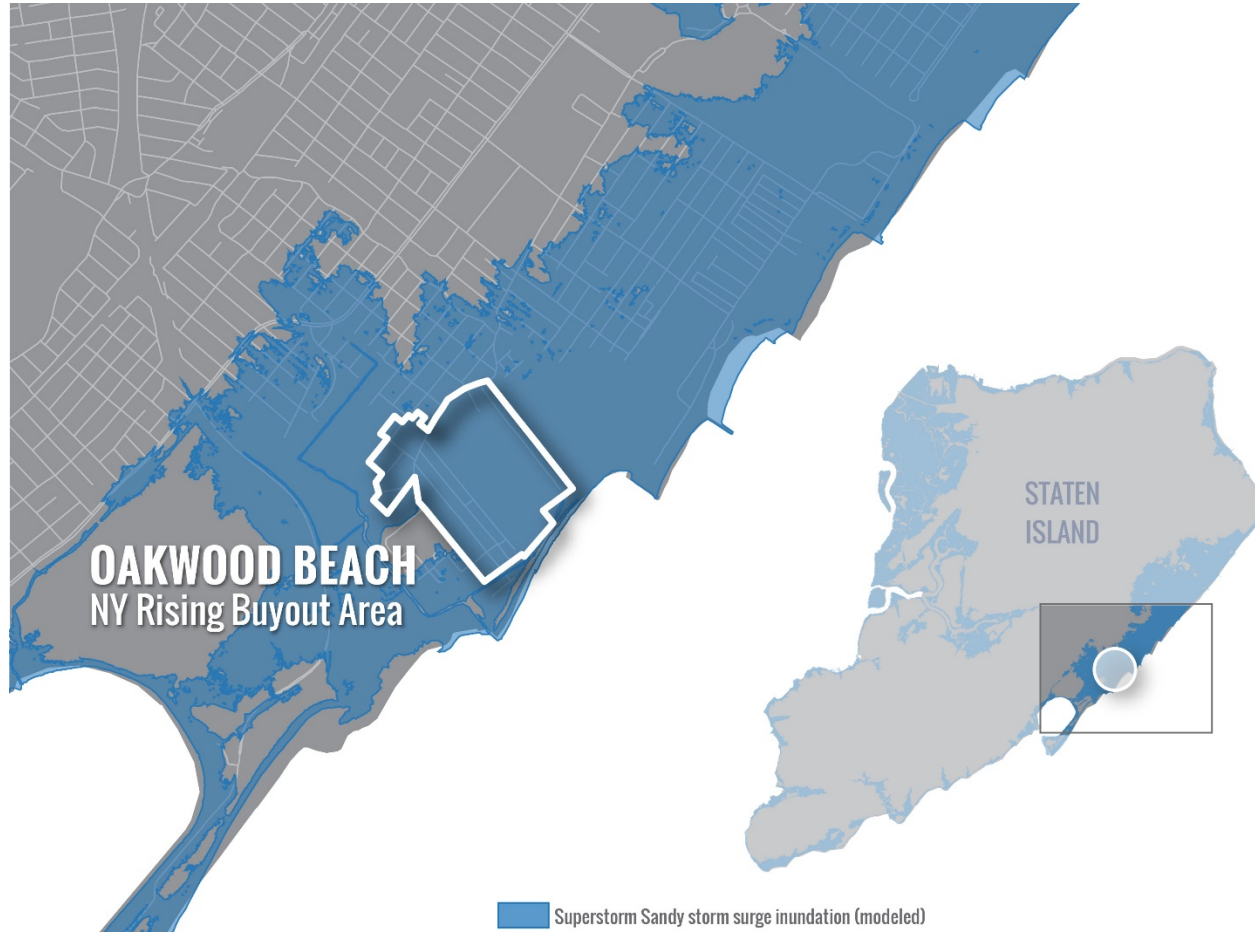 OAKWOOD BEACH
NY Rising Buyout Area
STATEN
ISLAND
Superstorm Sandy storm surge inundation (modeled)